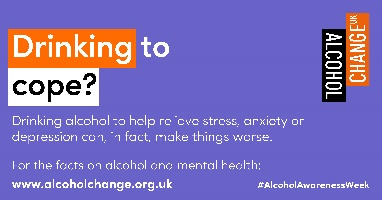 Drinking to
cope?
ALCOHOL
CHANGE UK
Drinking alcohol to help relieve stress, anxiety or
depression can, in fact, make things worse.
For the facts on alcohol and mental health:
www.alcoholchange.org.uk
#AlcoholAwarenessWeek